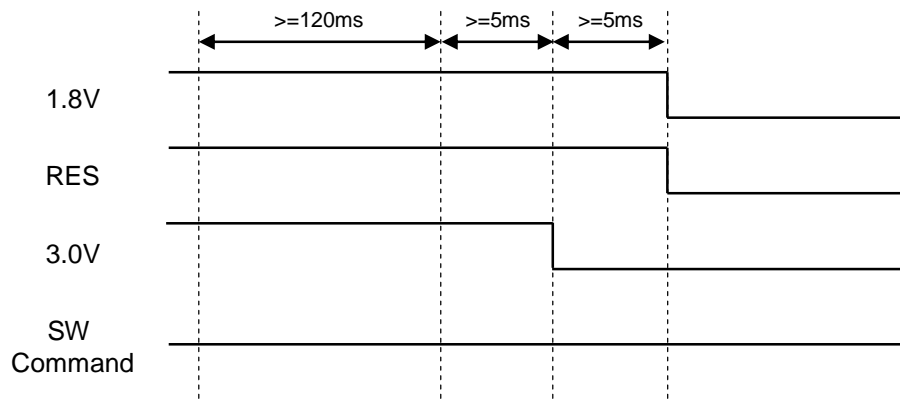 >=120ms
>=5ms
>=5ms
1.8V
RES
3.0V
SW
Command